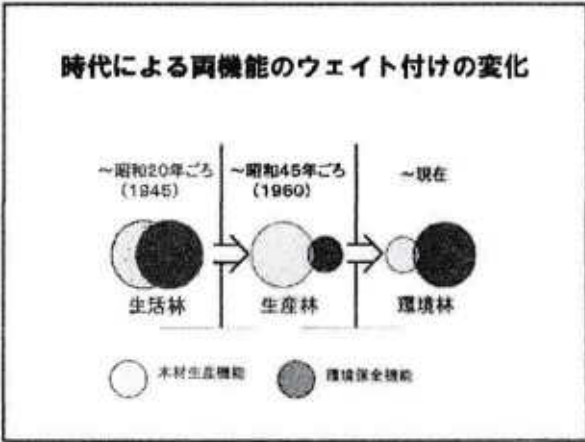 時代による両機能のウェイト付けの変化
～昭和20年ごろ
(1945)
～昭和45年ごろ
(1960)
～現在
生活林
生産林
環境林
木材生産機能
環境保全機能